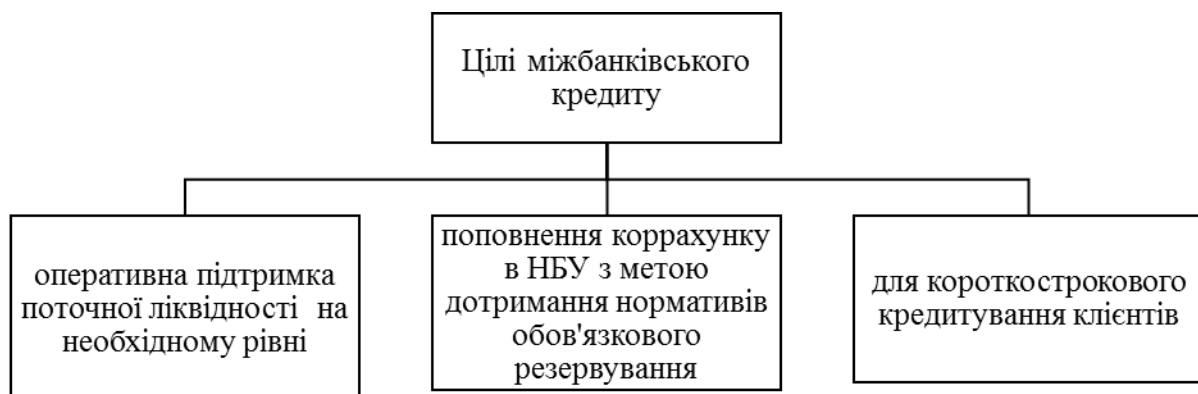 Цілі міжбанківського
кредиту
оперативна підтримка
поточної ліквідності на
необхідному рівні
поповнення коррахунку
в НБУ з метою
дотримання нормативів
обов'язкового
резервування
для короткострокового
кредитування клієнтів